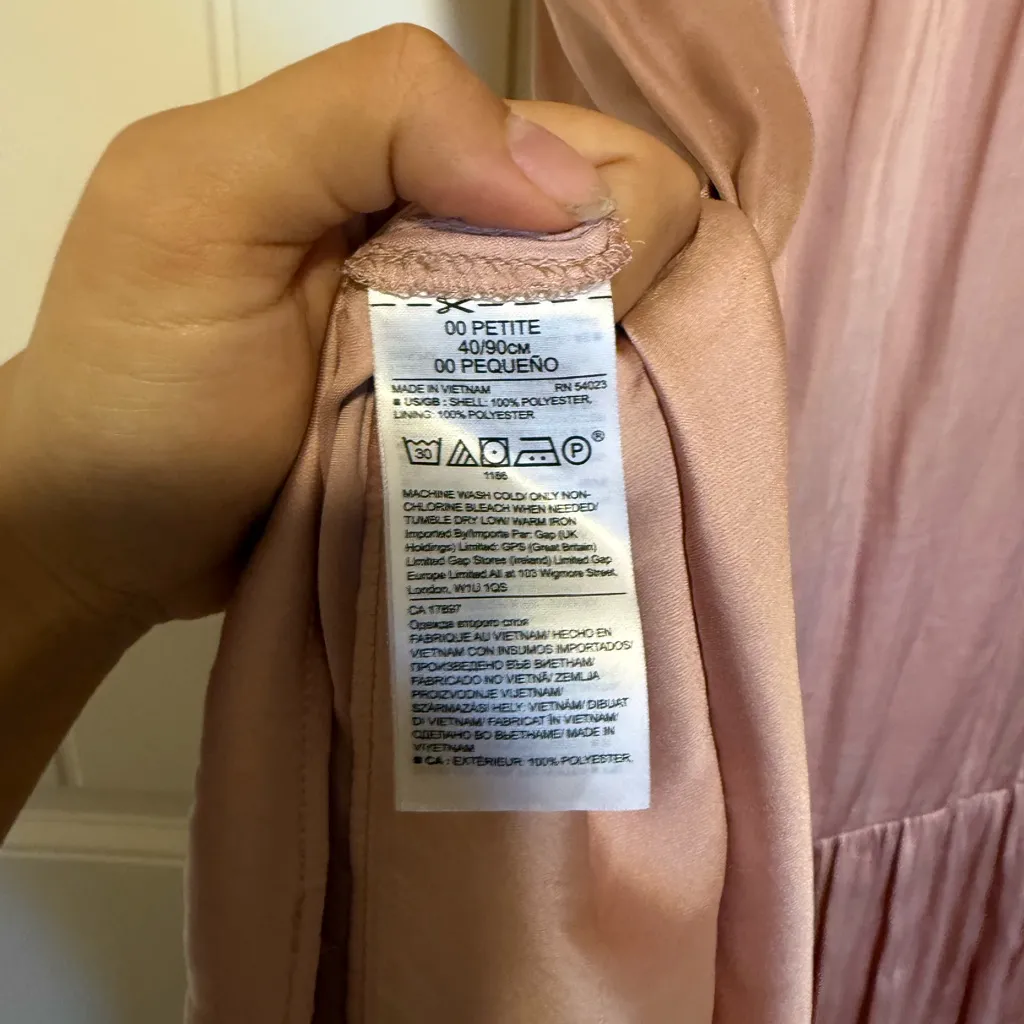 00 PETITE
40/90CM
00 PEQUEÑO
MADE IN VIETNAM RN 54023
■ US/GB : SHELL: 100% POLYESTER,
LINING: 100% POLYESTER
30 P ®
1186
MACHINE WASH COLD/ ONLY NON-
CHLORINE BLEACH WHEN NEEDED/
TUMBLE DRY LOW/ WARM IRON
Imported By/Importe Par: Gap (UK
Holdings) Limited: GPS (Great Britain)
Limited Gap Stores (Ireland) Limited Gap
Europe Limited.All at 103 Wigmore Street,
London, W1U 1QS
CA 17897
Одежда второго слоя
FABRIQUE AU VIETNAM/ HECHO EN
VIETNAM CON INSUMOS IMPORTADOS/
ПРОИЗВЕДЕНО ВЪВ ВИЕТНАМ/
FABRICADO NO VIETNÃ/ ZEMLJA
PROIZVODNJE VIJETNAM/
SZÁRMAZÁSI HELY: VIETNÁM/ DIBUAT
DI VIETNAM/ FABRICAT ÎN VIETNAM/
СДЕЛАНО ВО ВЬЕТНАМЕ/ MADE IN
VIYETNAM
■ CA : EXTÉRIEUR: 100% POLYESTER,